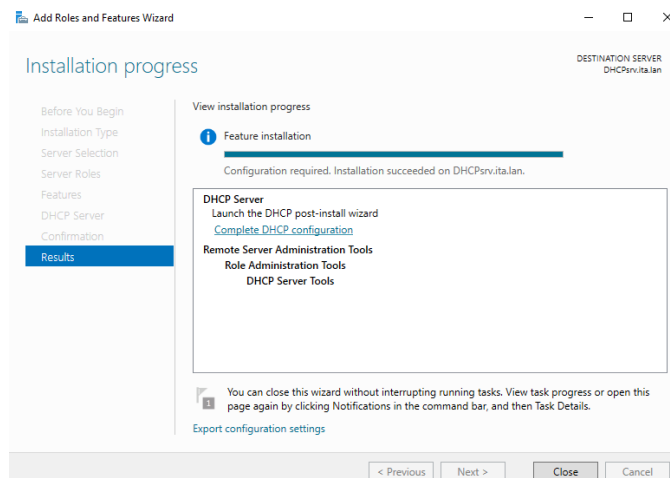 Add Roles and Features Wizard
Installation progress
DESTINATION SERVER
DHCPsrv.ita.lan
Before You Begin
Installation Type
Server Selection
Server Roles
Features
DHCP Server
Confirmation
Results
View installation progress
Feature installation
Configuration required. Installation succeeded on DHCPsrv.ita.lan.
DHCP Server
Launch the DHCP post-install wizard
Complete DHCP configuration
Remote Server Administration Tools
Role Administration Tools
DHCP Server Tools
1
You can close this wizard without interrupting running tasks. View task progress or open this
page again by clicking Notifications in the command bar, and then Task Details.
Export configuration settings
< Previous
Next >
Close
Cancel